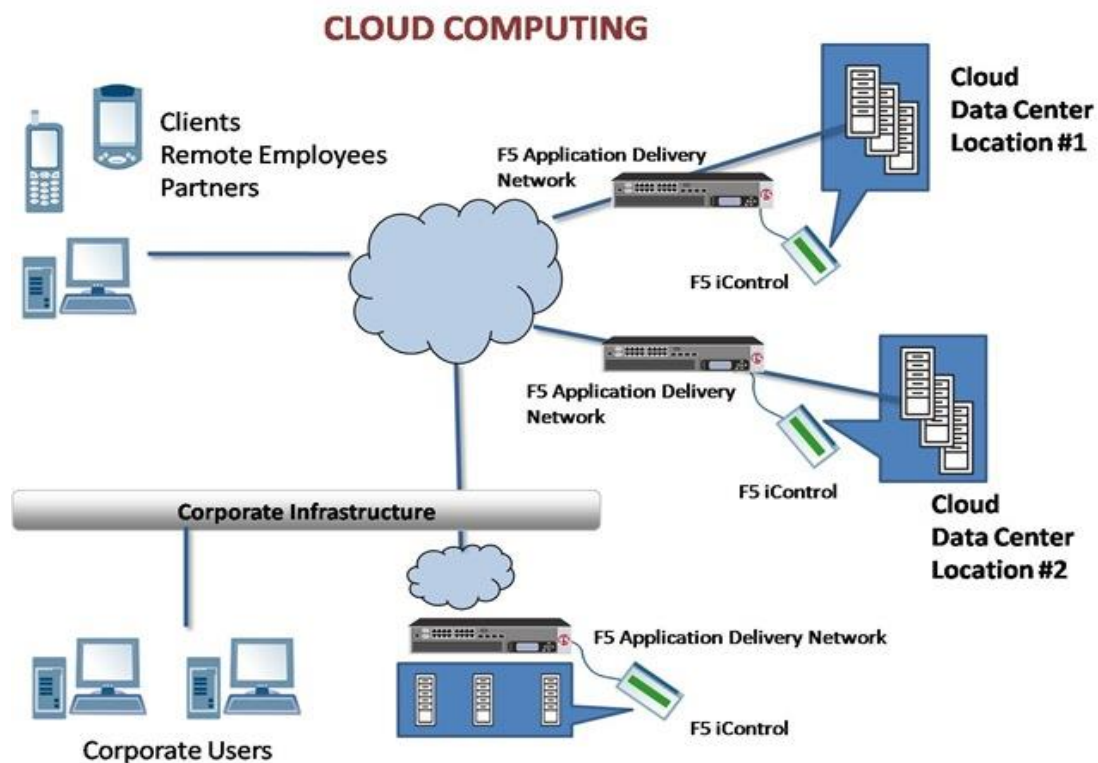 CLOUD COMPUTING
Clients
Remote Employees
Partners
F5 Application Delivery
Network
Cloud
Data Center
Location #1
F5 iControl
F5 Application Delivery
Network
F5 iControl
Cloud
Data Center
Location #2
Corporate Infrastructure
F5 Application Delivery Network
F5 iControl
Corporate Users